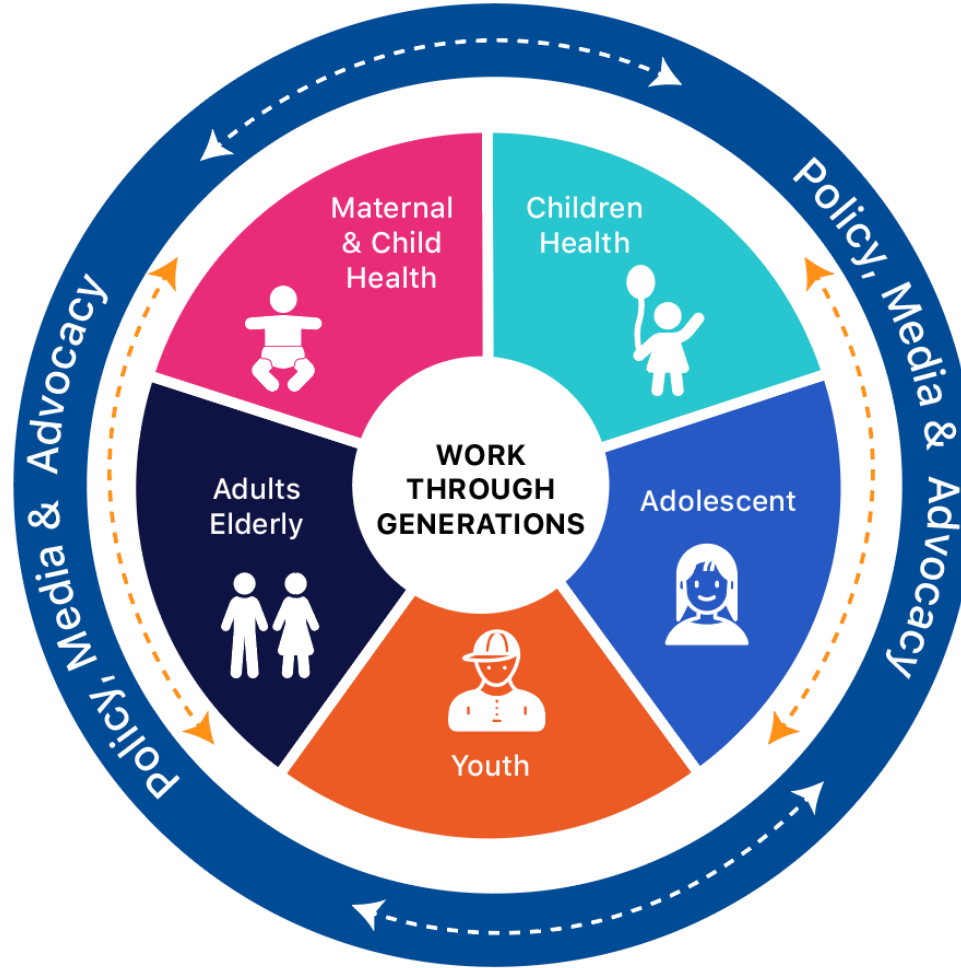 Policy, Media & Advocacy
Policy, Media & Advocacy
Maternal
& Child
Health
Children
Health
Adults
Elderly
WORK
THROUGH
GENERATIONS
Adolescent
Youth